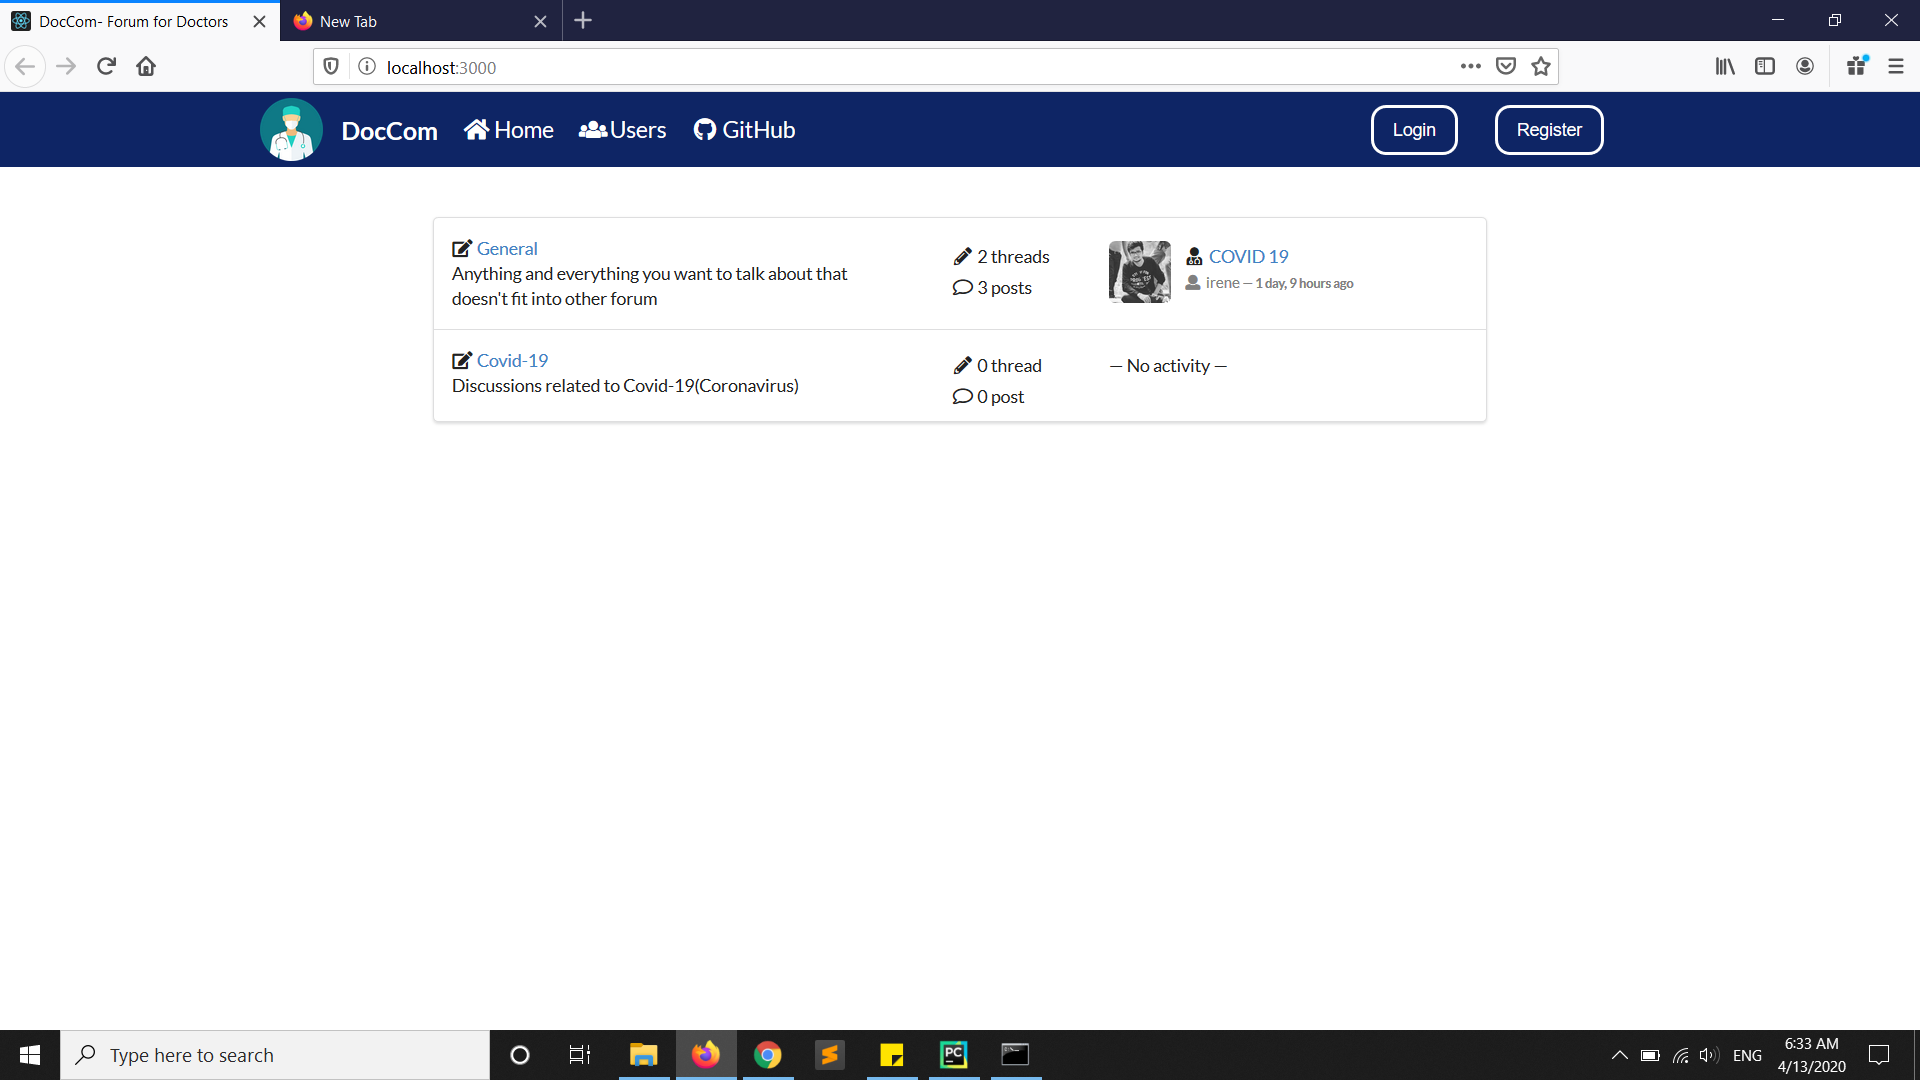 DocCom- Forum for Doctors
New Tab
localhost:3000
DocCom Home Users GitHub Login Register
General
Anything and everything you want to talk about that
doesn't fit into other forum
2 threads
3 posts
COVID 19
irene — 1 day, 9 hours ago
Covid-19
Discussions related to Covid-19(Coronavirus)
0 thread
0 post
— No activity —
Type here to search
PC
ENG
6:33 AM
4/13/2020